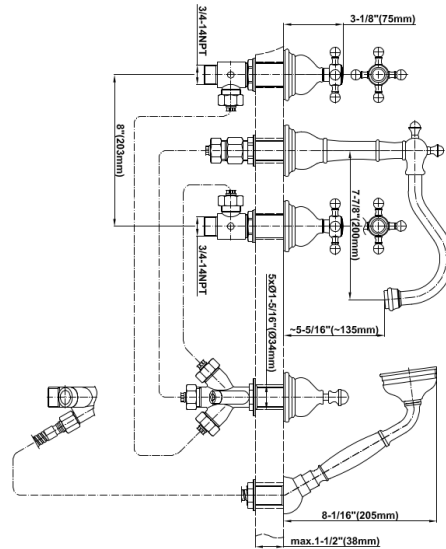 3/4-14NPT
3-1/8"(75mm)
8"(203mm)
7-7/8"(200mm)
3/4-14NPT
~5-5/16"(~135mm)
5xØ1-5/16"(Ø34mm)
8-1/16"(205mm)
max.1-1/2"(38mm)